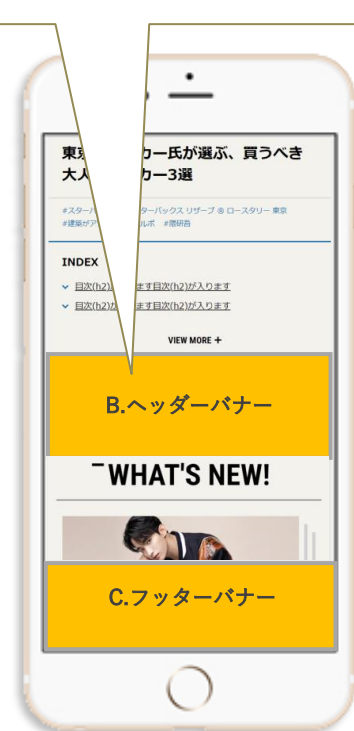 東京 カー氏が選ぶ、買うべき
大人 カー3選
#スターバ ターバックス リザーブ ® ロースタリー 東京
#建築がア ルポ #隈研吾
INDEX
目次(h2) ます目次(h2)が入ります
目次(h2)が ます目次(h2)が入ります
VIEW MORE +
B.ヘッダーバナー
WHAT'S NEW!
C.フッターバナー